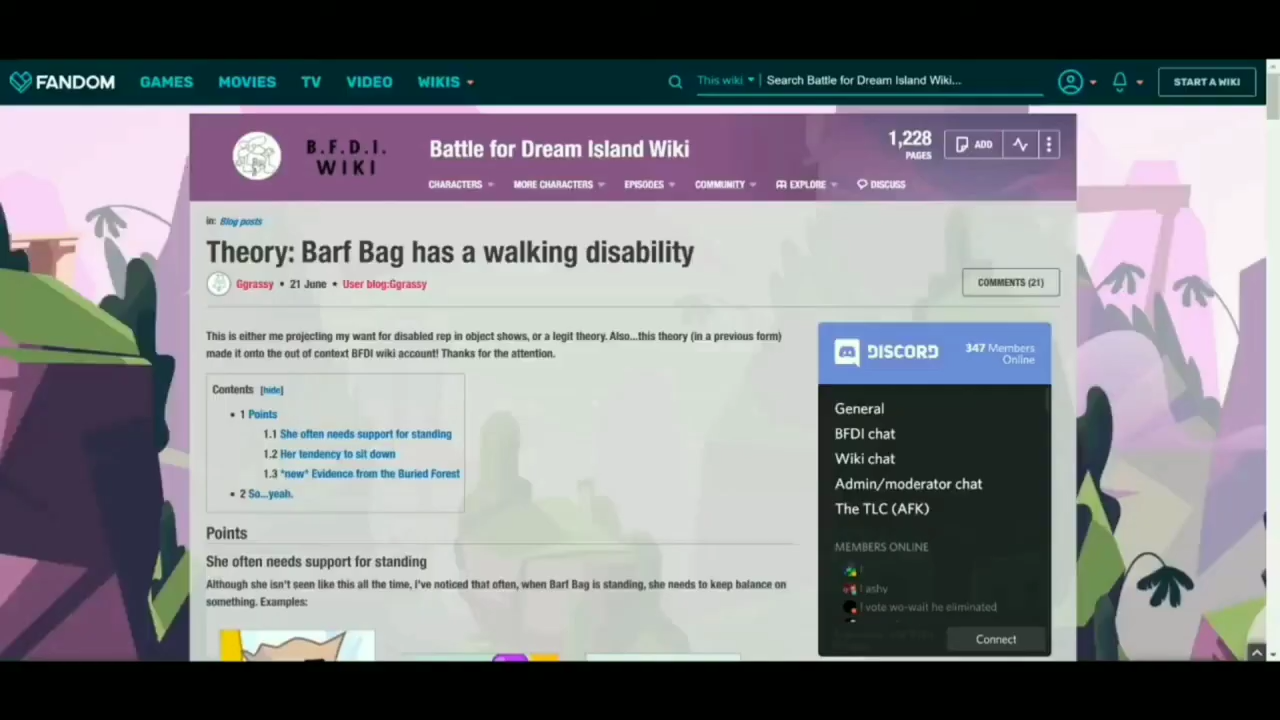 FANDOM GAMES MOVIES TV VIDEO WIKIS This wiki Search Battle for Dream Island Wiki... START A WIKI
B.F.D.I. WIKI
Battle for Dream Island Wiki
1,228 PAGES
ADD
CHARACTERS MORE CHARACTERS EPISODES COMMUNITY EXPLORE DISCUSS
in: Blog posts
Theory: Barf Bag has a walking disability
Ggrassy • 21 June • User blog:Ggrassy
COMMENTS (21)
This is either me projecting my want for disabled rep in object shows, or a legit theory. Also...this theory (in a previous form)
made it onto the out of context BFDI wiki account! Thanks for the attention.
Contents [hide]
• 1 Points
1.1 She often needs support for standing
1.2 Her tendency to sit down
1.3 *new* Evidence from the Buried Forest
• 2 So...yeah.
Points
She often needs support for standing
Although she isn't seen like this all the time, I've noticed that often, when Barf Bag is standing, she needs to keep balance on
something. Examples:
DISCORD
347 Members
Online
General
BFDI chat
Wiki chat
Admin/moderator chat
The TLC (AFK)
MEMBERS ONLINE
!
! ashy
! vote wo-wait he eliminated
Connect